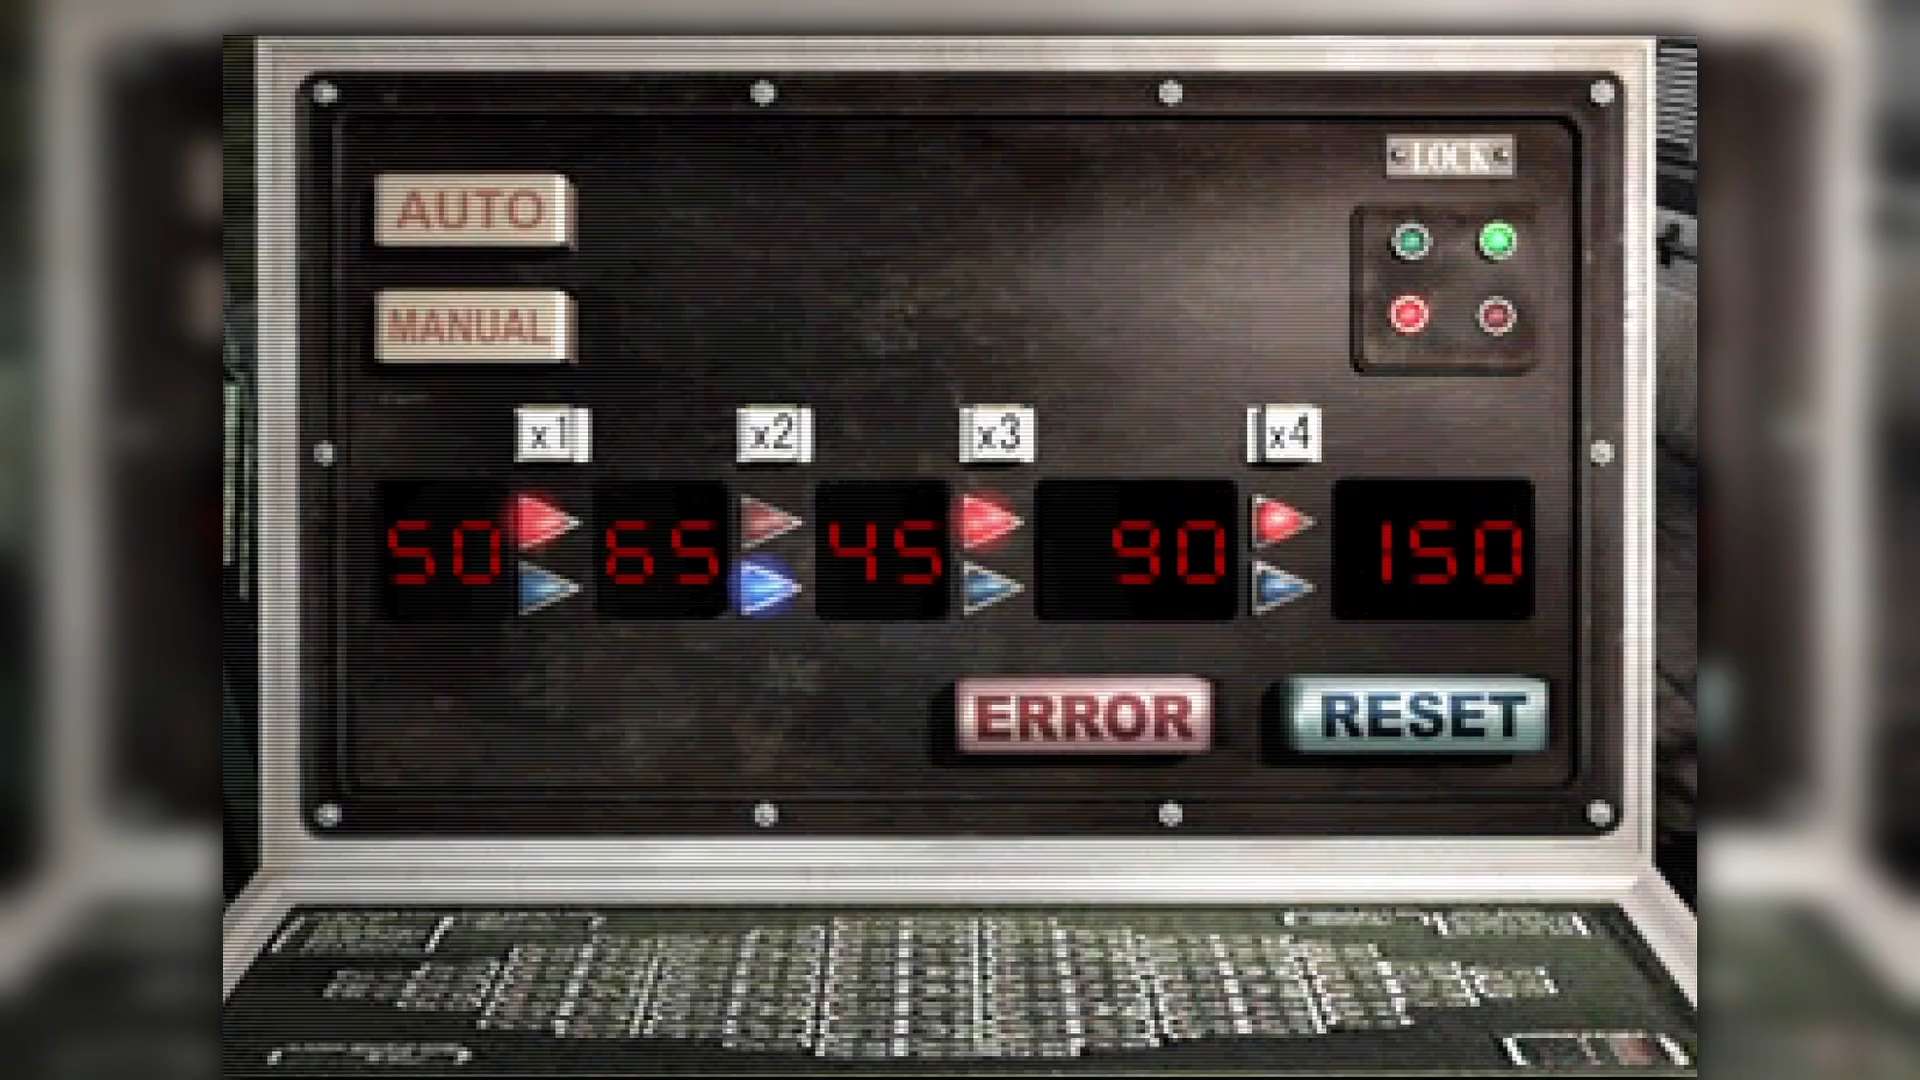 LOCK
AUTO
MANUAL
x1 x2 x3 x4
50 65 45 90 150
ERROR RESET